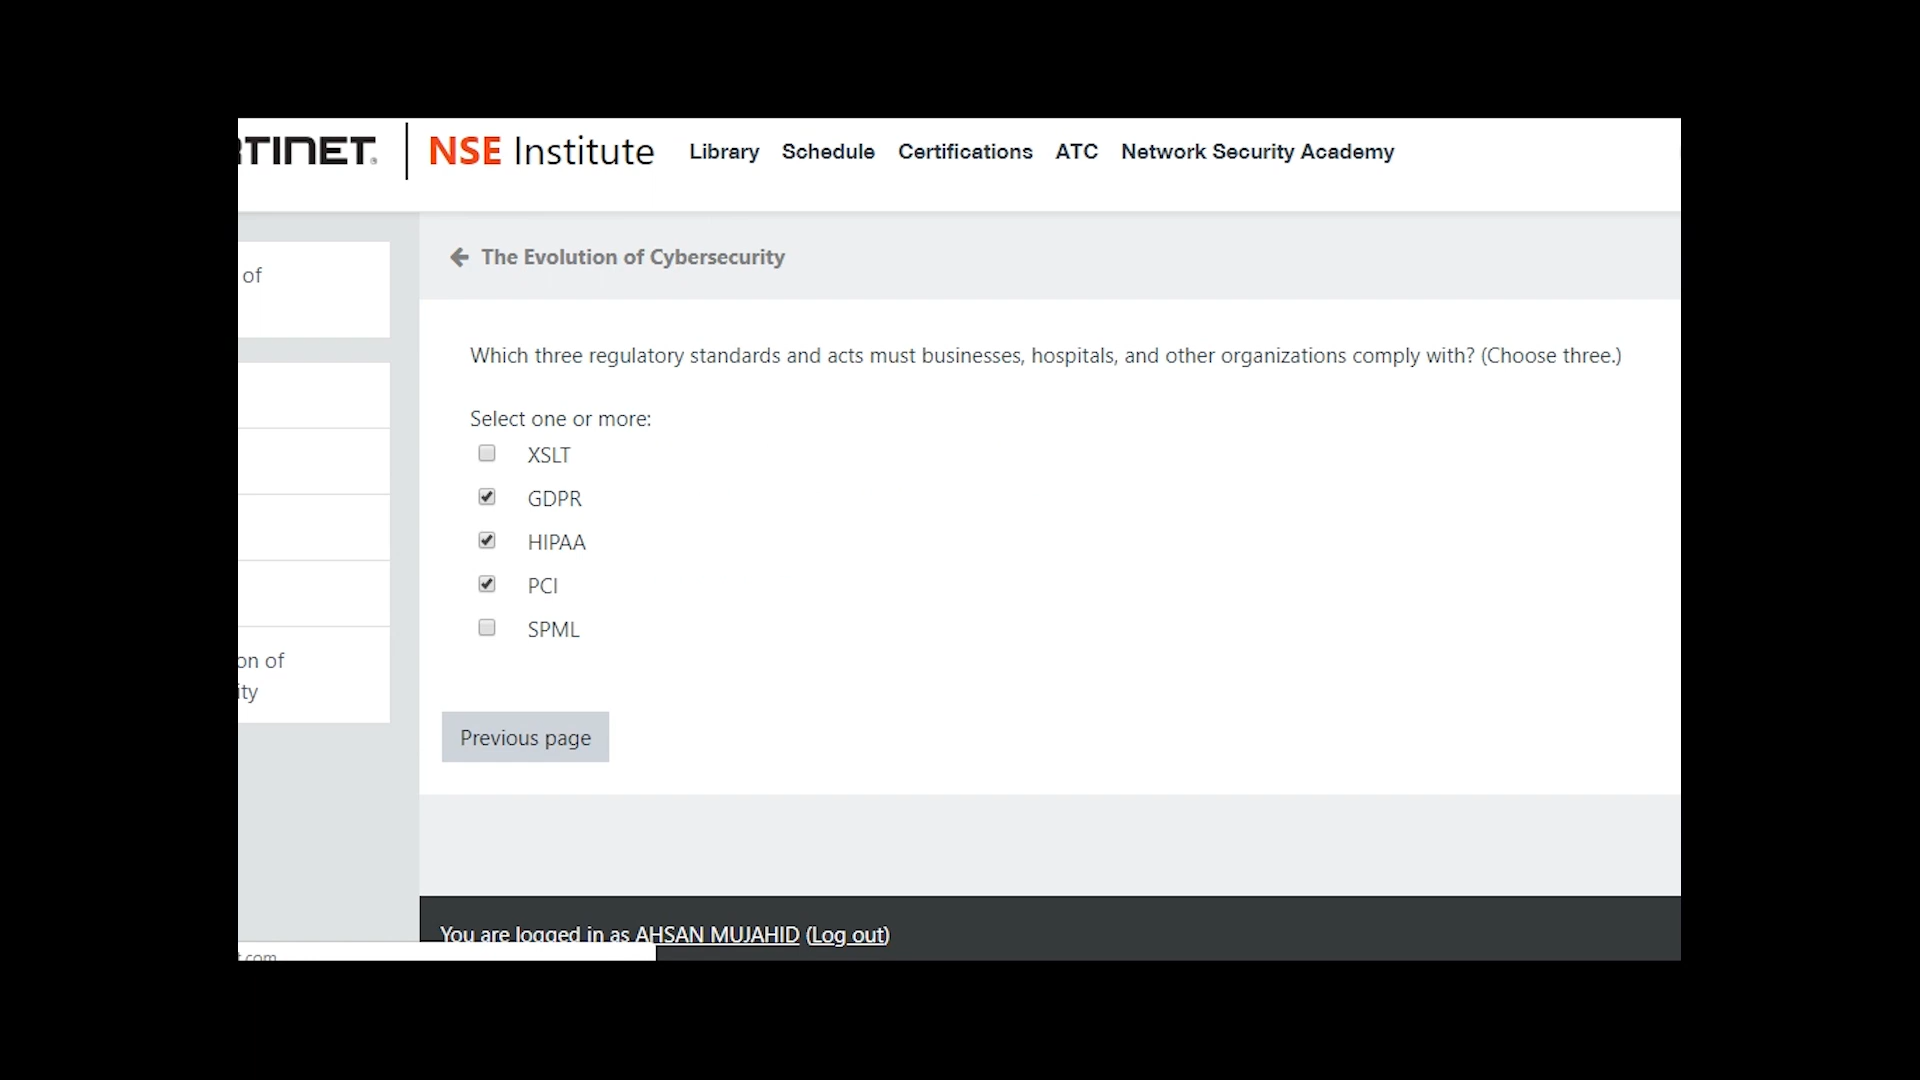 RTINET
NSE Institute
Library
Schedule
Certifications
ATC
Network Security Academy
of
The Evolution of Cybersecurity
Which three regulatory standards and acts must businesses, hospitals, and other organizations comply with? (Choose three.)
Select one or more:
XSLT
GDPR
HIPAA
PCI
SPML
on of
ity
Previous page
You are logged in as AHSAN MUJAHID (Log out)
t.com